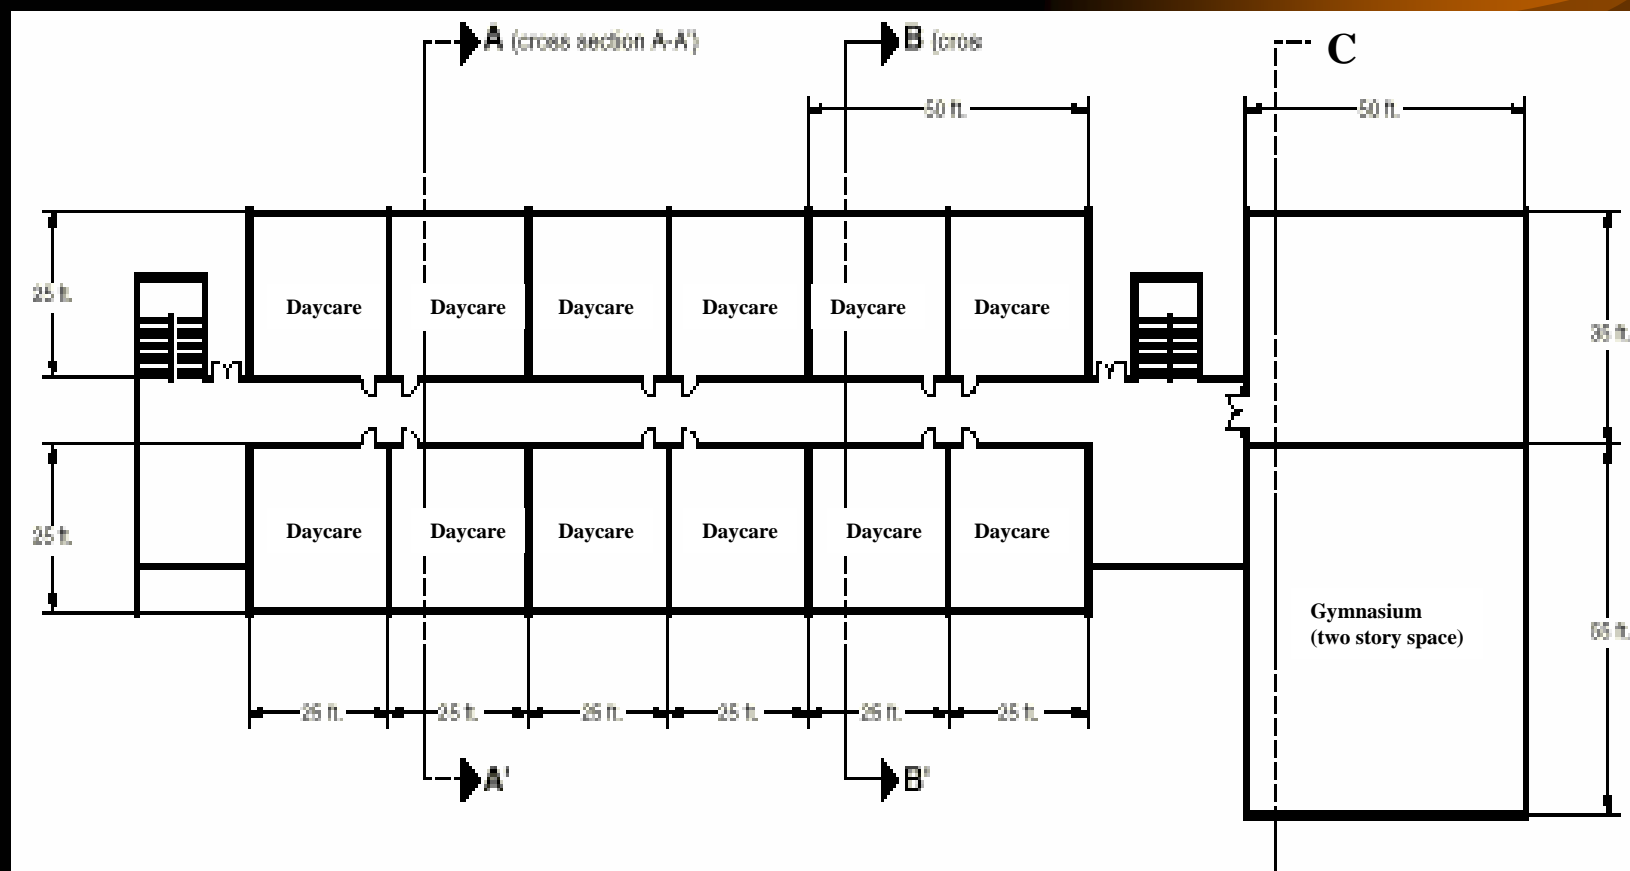 A (cross section A-A')
B (cros
C
50 ft.
50 ft.
25 ft.
Daycare
Daycare
Daycare
Daycare
Daycare
Daycare
35 ft.
25 ft.
Daycare
Daycare
Daycare
Daycare
Daycare
Daycare
Gymnasium
(two story space)
55 ft.
25 ft.
25 ft.
25 ft.
25 ft.
25 ft.
25 ft.
A'
B'